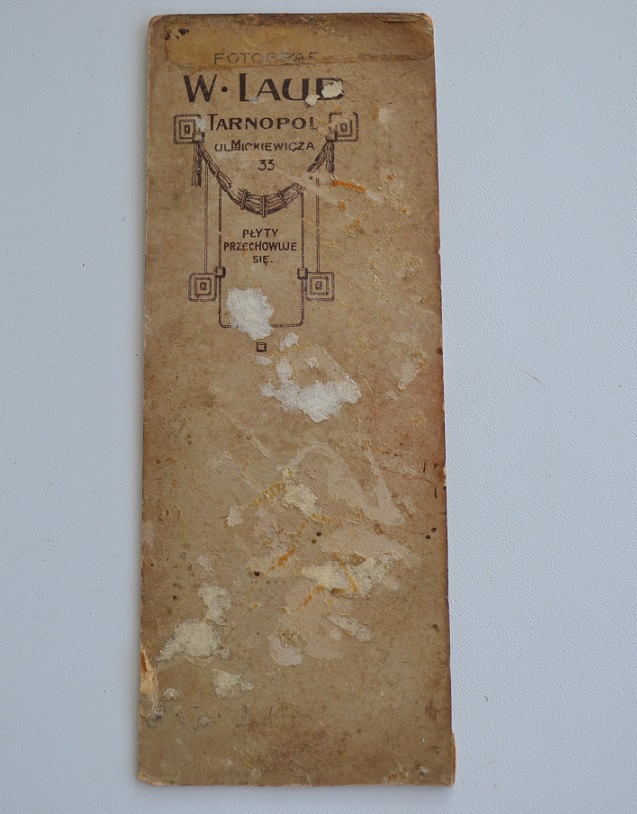 FOTOGRAF
W·LAUB
TARNOPOL
UL.MICKIEWICZA
33
PŁYTY
PRZECHOWUJE
SIĘ.